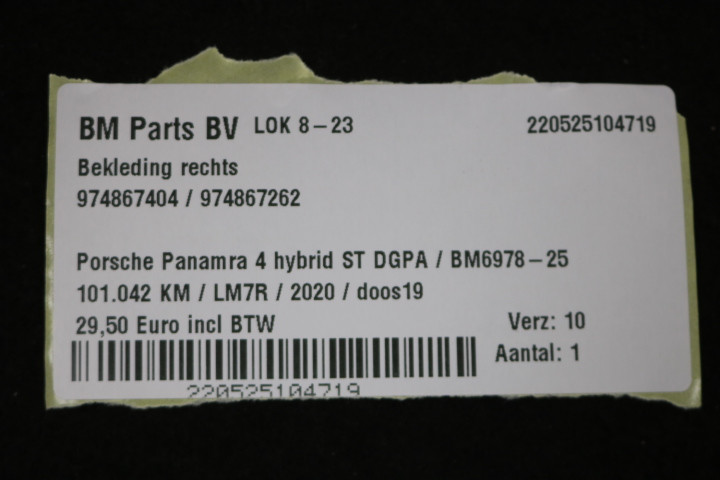 BM Parts BV LOK 8-23 220525104719
Bekleding rechts
974867404 / 974867262
Porsche Panamra 4 hybrid ST DGPA / BM6978-25
101.042 KM / LM7R / 2020 / doos19
29,50 Euro incl BTW Verz: 10
Aantal: 1
220525104719